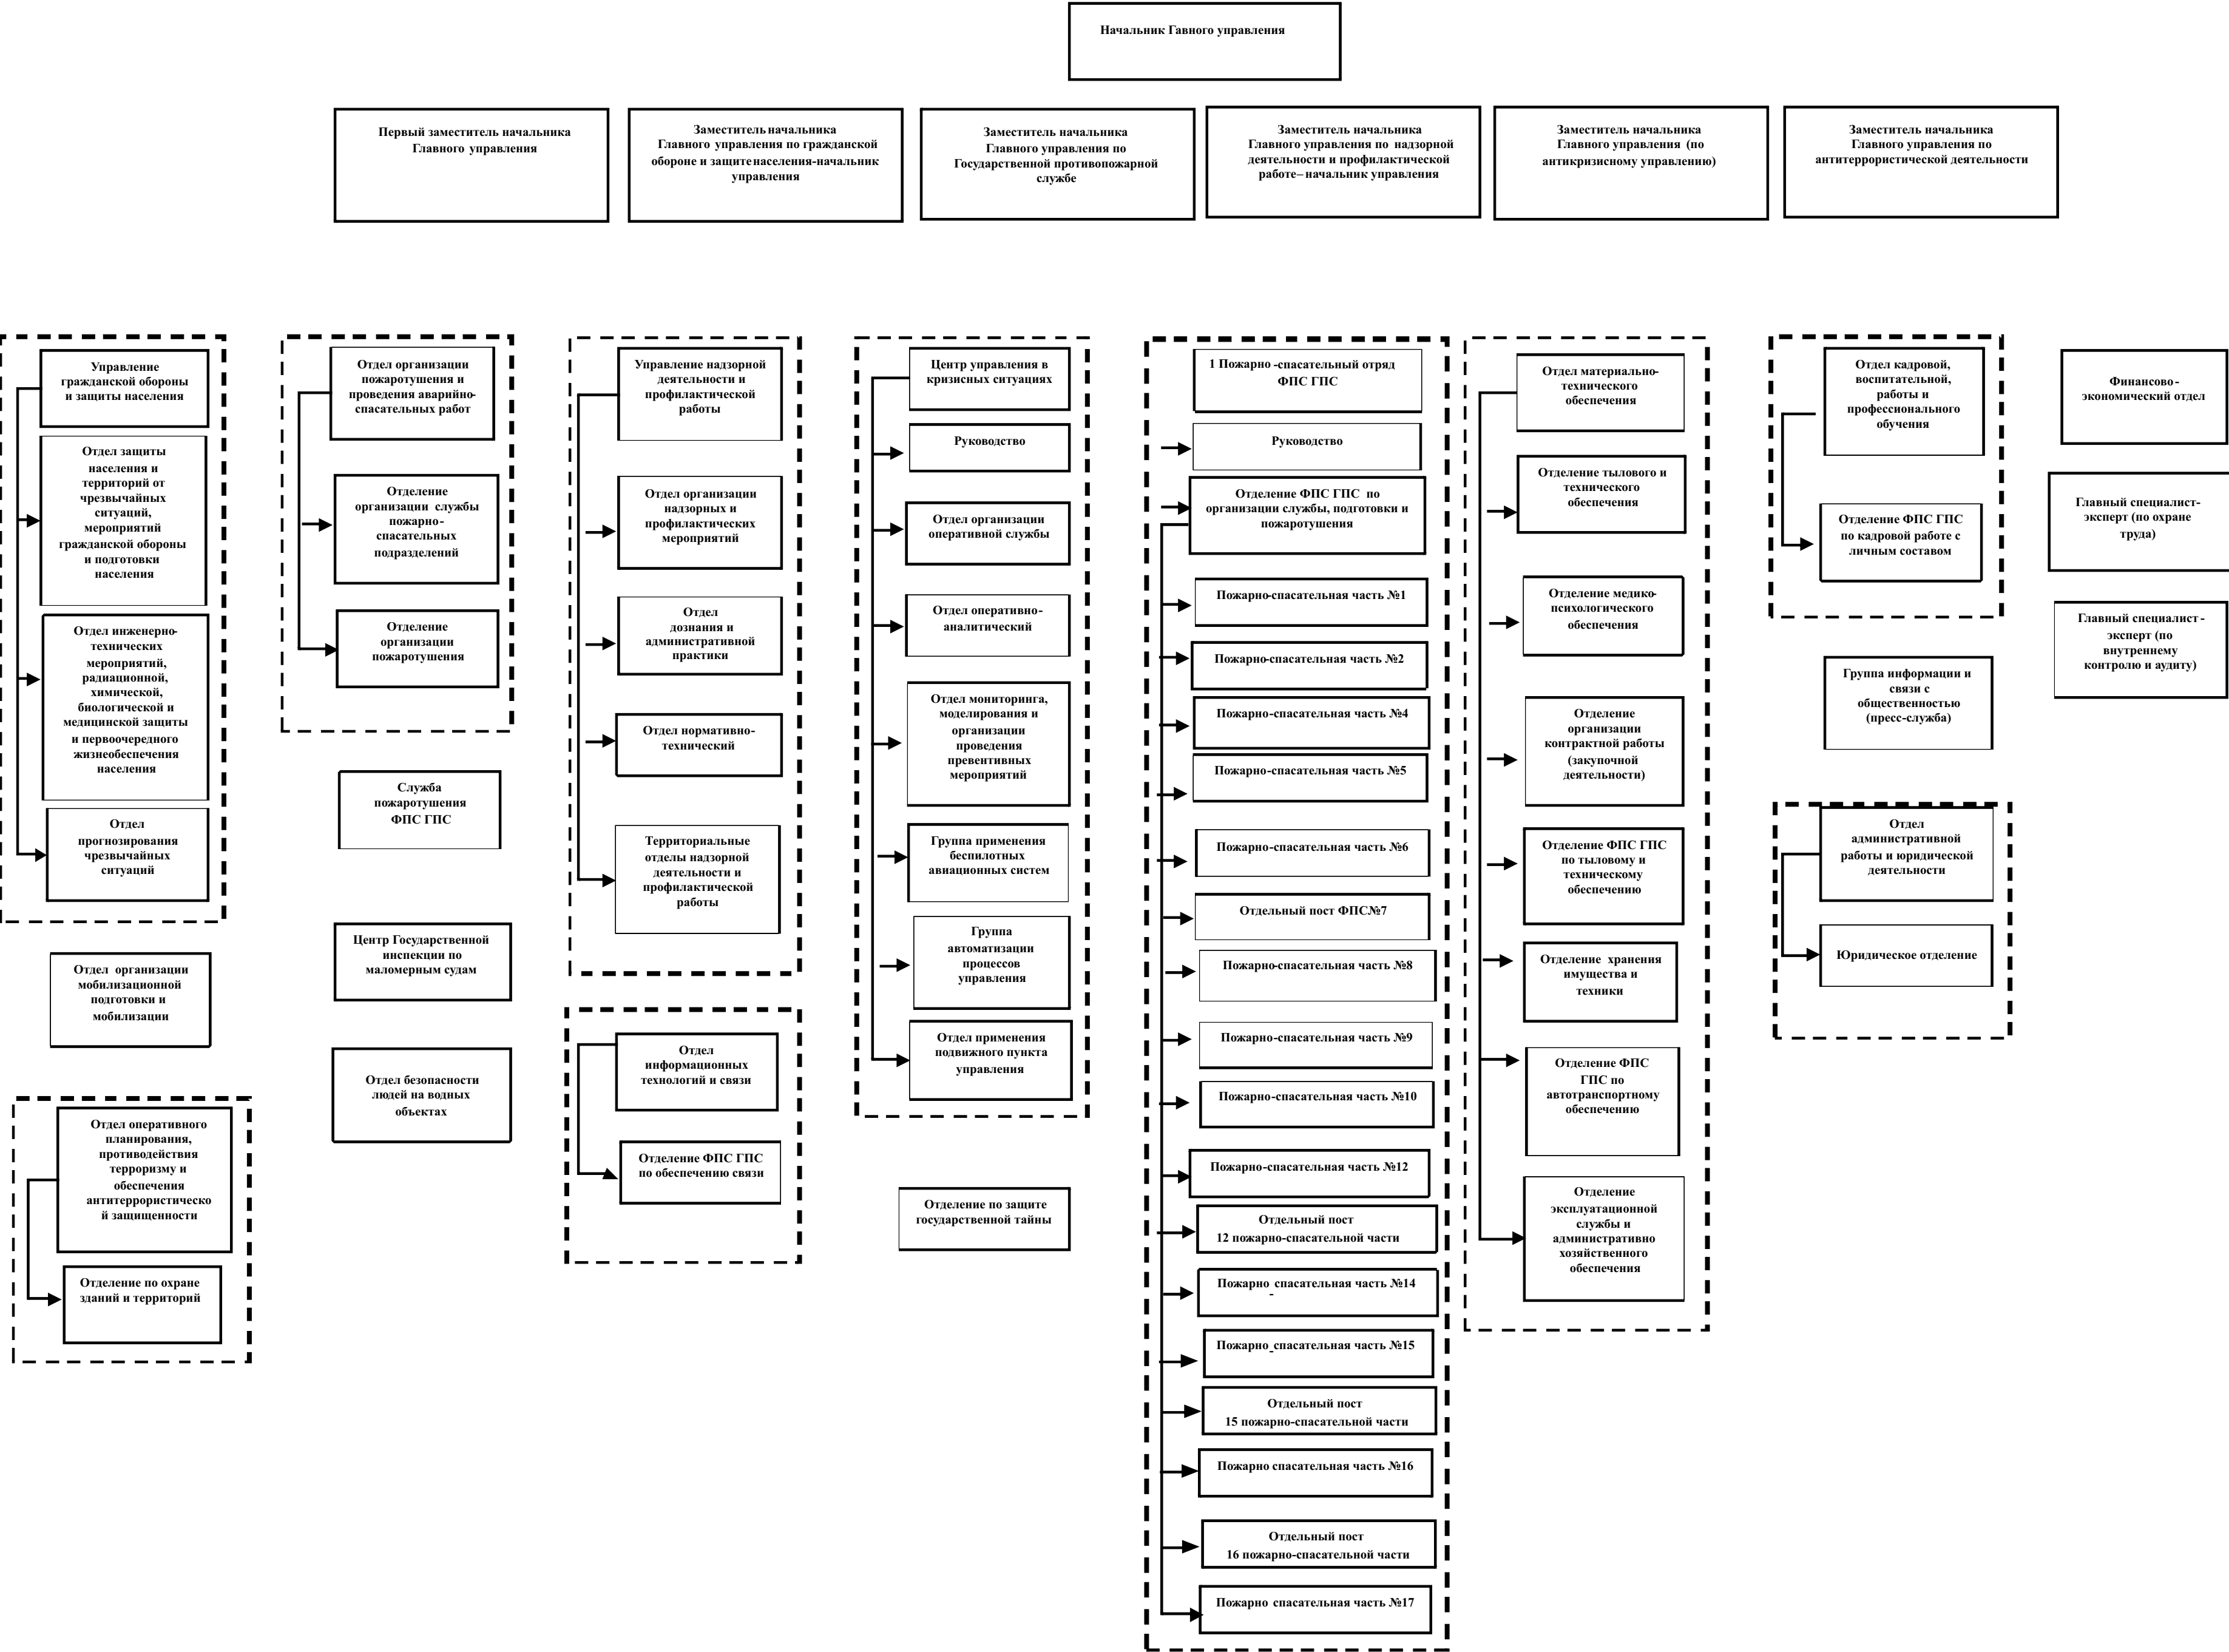 Начальник Гавного управления
Первый заместитель начальника
Главного управления
Заместитель начальника
Главного управления по гражданской
обороне и защите населения-начальник
управления
Заместитель начальника
Главного управления по
Государственной противопожарной
службе
Заместитель начальника
Главного управления по надзорной
деятельности и профилактической
работе– начальник управления
Заместитель начальника
Главного управления (по
антикризисному управлению)
Заместитель начальника
Главного управления по
антитеррористической деятельности
Управление
гражданской обороны
и защиты населения
Отдел защиты
населения и
территорий от
чрезвычайных
ситуаций,
мероприятий
гражданской обороны
и подготовки
населения
Отдел инженерно-
технических
мероприятий,
радиационной,
химической,
биологической и
медицинской защиты
и первоочередного
жизнеобеспечения
населения
Отдел
прогнозирования
чрезвычайных
ситуаций
Отдел организации
мобилизационной
подготовки и
мобилизации
Отдел оперативного
планирования,
противодействия
терроризму и
обеспечения
антитеррористическо
й защищенности
Отделение по охране
зданий и территорий
Отдел организации
пожаротушения и
проведения аварийно-
спасательных работ
Отделение
организации службы
пожарно-
спасательных
подразделений
Отделение
организации
пожаротушения
Служба
пожаротушения
ФПС ГПС
Центр Государственной
инспекции по
маломерным судам
Отдел безопасности
людей на водных
объектах
Управление надзорной
деятельности и
профилактической
работы
Отдел организации
надзорных и
профилактических
мероприятий
Отдел
дознания и
административной
практики
Отдел нормативно-
технический
Территориальные
отделы надзорной
деятельности и
профилактической
работы
Отдел
информационных
технологий и связи
Отделение ФПС ГПС
по обеспечению связи
Центр управления в
кризисных ситуациях
Руководство
Отдел организации
оперативной службы
Отдел оперативно-
аналитический
Отдел мониторинга,
моделирования и
организации
проведения
превентивных
мероприятий
Группа применения
беспилотных
авиационных систем
Группа
автоматизации
процессов
управления
Отдел применения
подвижного пункта
управления
Отделение по защите
государственной тайны
1 Пожарно -спасательный отряд
ФПС ГПС
Руководство
Отделение ФПС ГПС по
организации службы, подготовки и
пожаротушения
Пожарно-спасательная часть №1
Пожарно-спасательная часть №2
Пожарно-спасательная часть №4
Пожарно-спасательная часть №5
Пожарно-спасательная часть №6
Отдельный пост ФПС№7
Пожарно-спасательная часть №8
Пожарно-спасательная часть №9
Пожарно-спасательная часть №10
Пожарно-спасательная часть №12
Отдельный пост
12 пожарно-спасательной части
Пожарно-спасательная часть №14
Пожарно-спасательная часть №15
Отдельный пост
15 пожарно-спасательной части
Пожарно спасательная часть №16
Отдельный пост
16 пожарно-спасательной части
Пожарно спасательная часть №17
Отдел материально-
технического
обеспечения
Отделение тылового и
технического
обеспечения
Отделение медико-
психологического
обеспечения
Отделение
организации
контрактной работы
(закупочной
деятельности)
Отделение ФПС ГПС
по тыловому и
техническому
обеспечению
Отделение хранения
имущества и
техники
Отделение ФПС
ГПС по
автотранспортному
обеспечению
Отделение
эксплуатационной
службы и
административно
хозяйственного
обеспечения
Отдел кадровой,
воспитательной,
работы и
профессионального
обучения
Отделение ФПС ГПС
по кадровой работе с
личным составом
Группа информации и
связи с
общественностью
(пресс-служба)
Отдел
административной
работы и юридической
деятельности
Юридическое отделение
Финансово-
экономический отдел
Главный специалист-
эксперт (по охране
труда)
Главный специалист -
эксперт (по
внутреннему
контролю и аудиту)